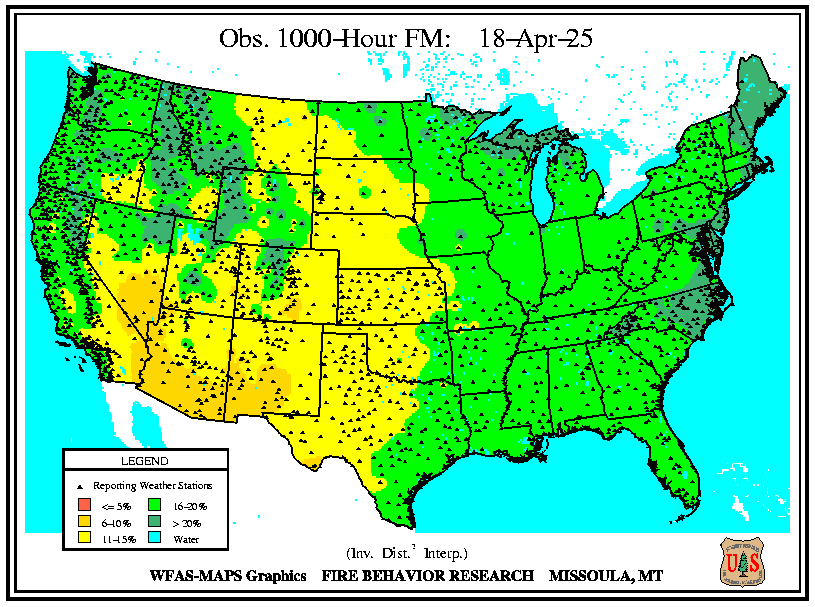 Obs. 1000-Hour FM: 18-Apr-25
LEGEND
Reporting Weather Stations
<= 5% 16-20%
6-10% > 20%
11-15% Water
(Inv. Dist.² Interp.)
WFAS-MAPS Graphics FIRE BEHAVIOR RESEARCH MISSOULA, MT
U S